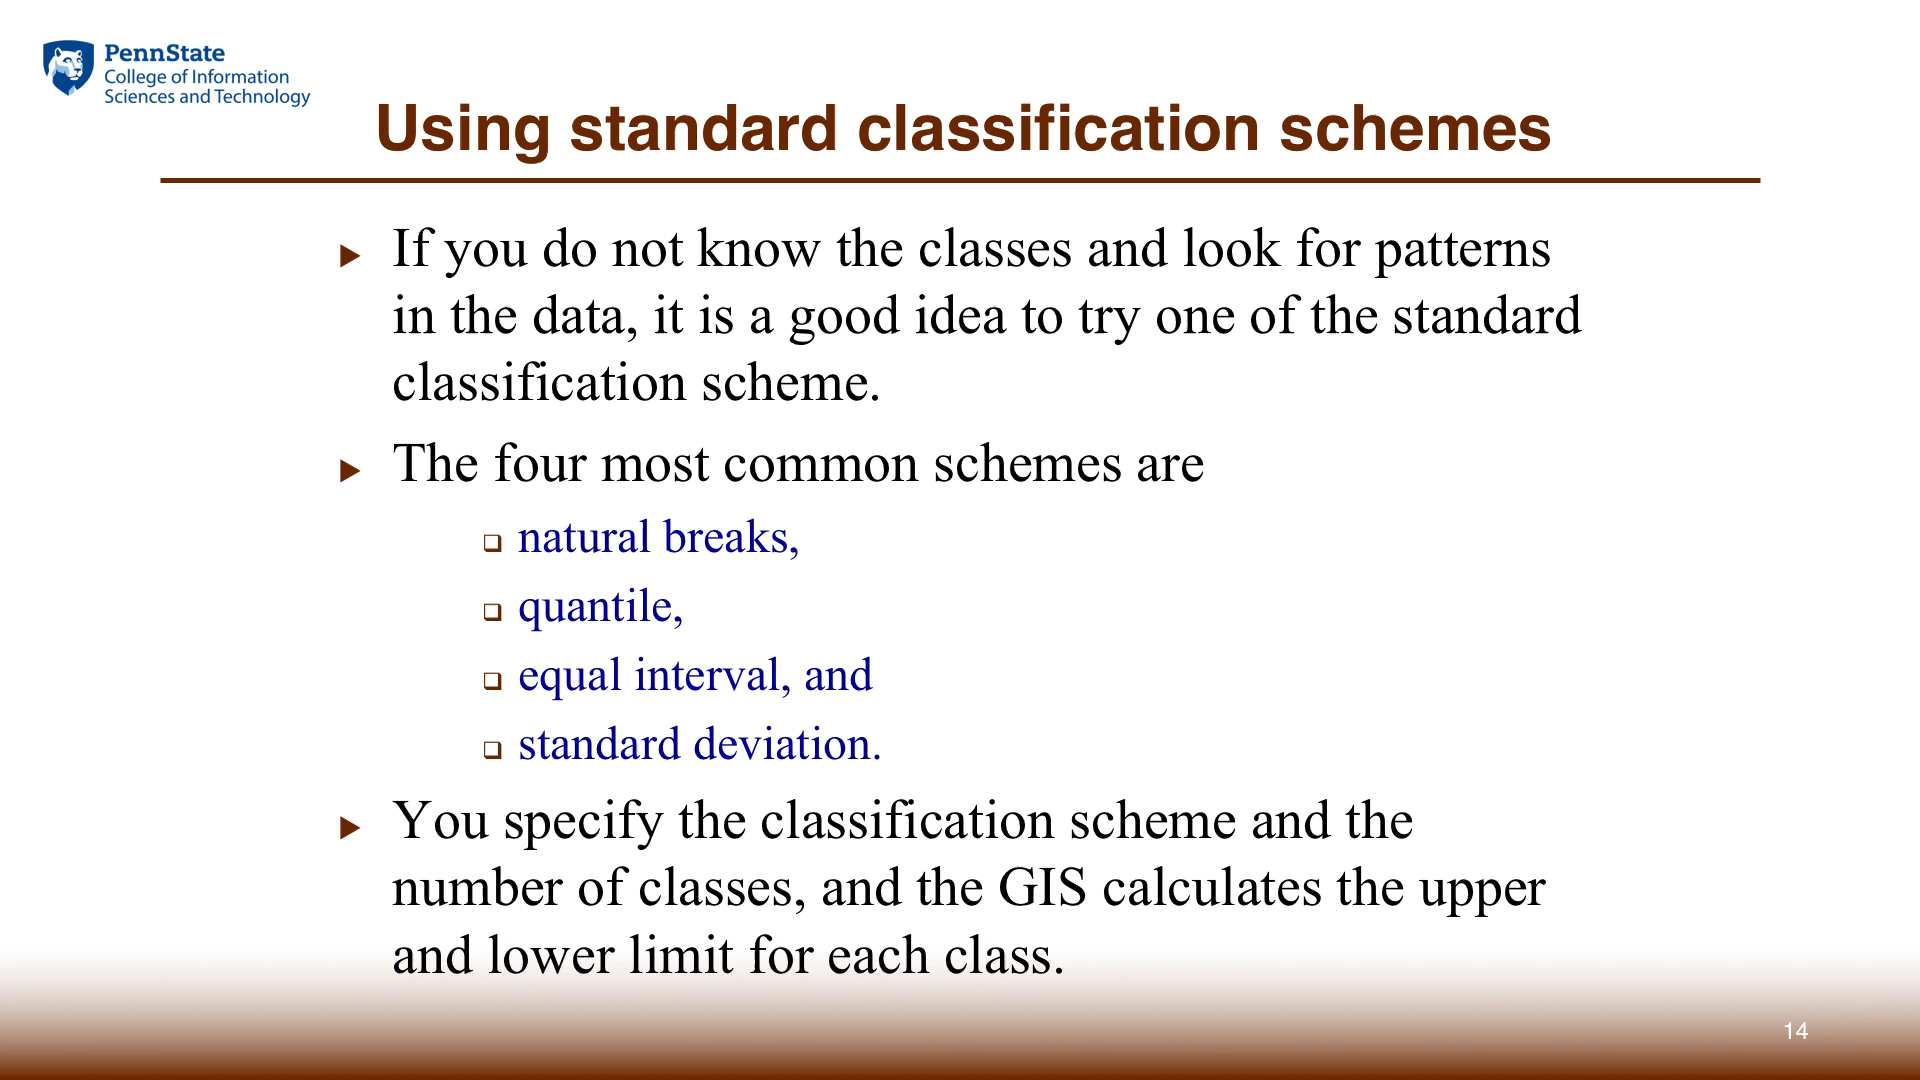 PennState
College of Information
Sciences and Technology
Using standard classification schemes
If you do not know the classes and look for patterns
in the data, it is a good idea to try one of the standard
classification scheme.
The four most common schemes are
natural breaks,
quantile,
equal interval, and
standard deviation.
You specify the classification scheme and the
number of classes, and the GIS calculates the upper
and lower limit for each class.
14